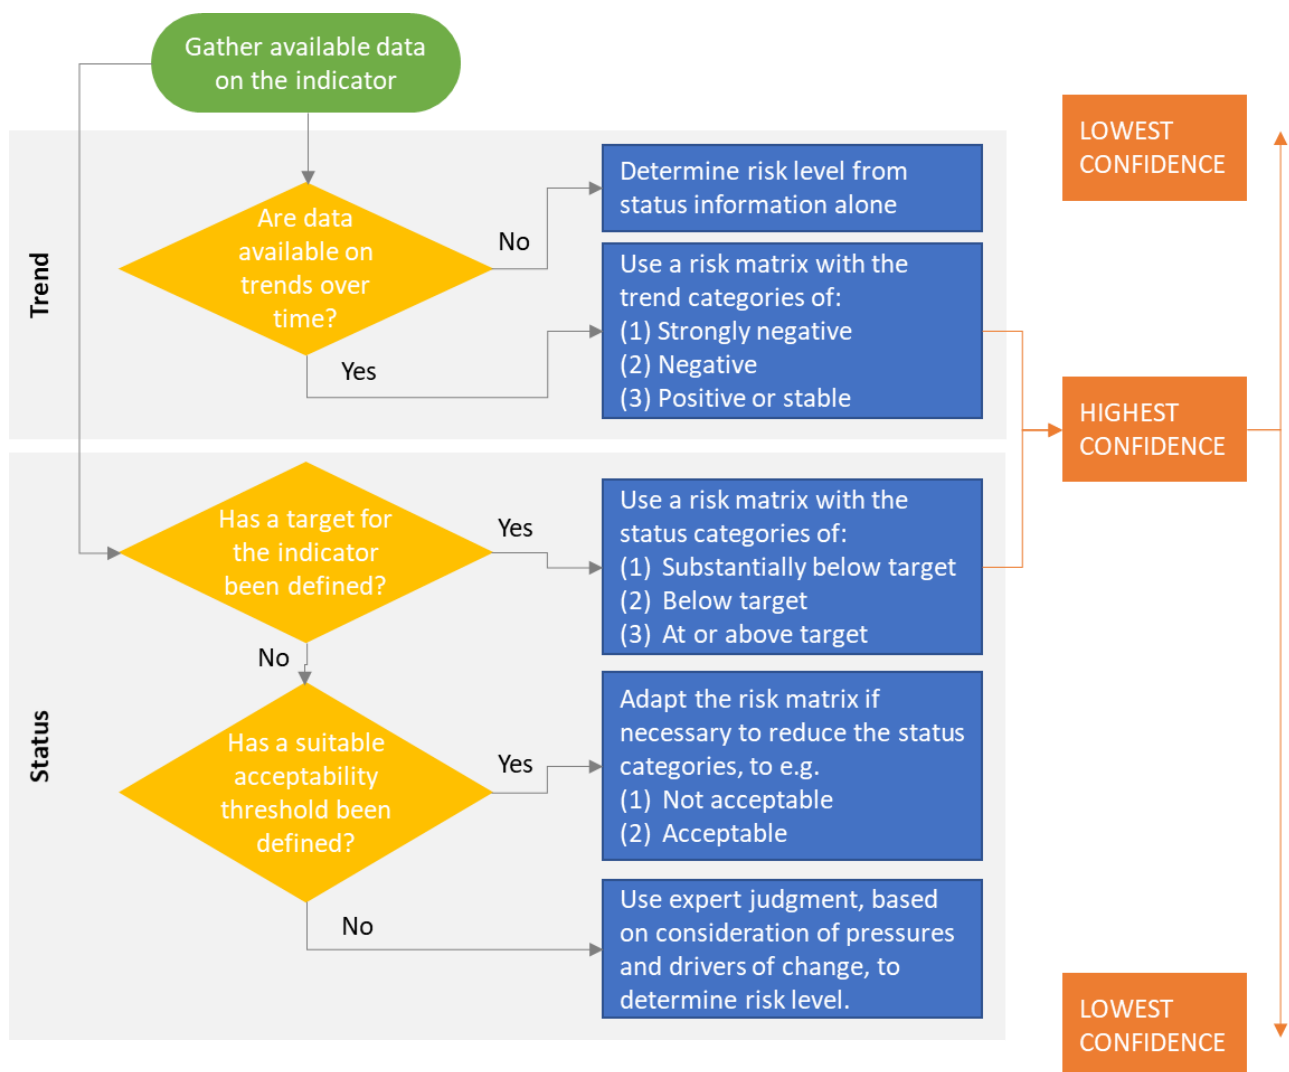 Gather available data
on the indicator
LOWEST
CONFIDENCE
Trend
Are data
available on
trends over
time?
No
Yes
Determine risk level from
status information alone
Use a risk matrix with the
trend categories of:
(1) Strongly negative
(2) Negative
(3) Positive or stable
HIGHEST
CONFIDENCE
Status
Has a target for
the indicator
been defined?
Yes
No
Use a risk matrix with the
status categories of:
(1) Substantially below target
(2) Below target
(3) At or above target
Has a suitable
acceptability
threshold been
defined?
Yes
No
Adapt the risk matrix if
necessary to reduce the status
categories, to e.g.
(1) Not acceptable
(2) Acceptable
Use expert judgment, based
on consideration of pressures
and drivers of change, to
determine risk level.
LOWEST
CONFIDENCE